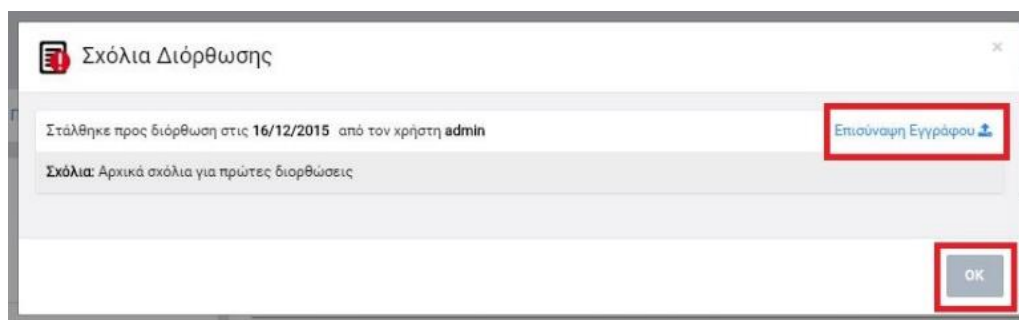 Σχόλια Διόρθωσης
×
Στάλθηκε προς διόρθωση στις 16/12/2015 από τον χρήστη admin
Επισύναψη Εγγράφου
Σχόλια: Αρχικά σχόλια για πρώτες διορθώσεις
OK